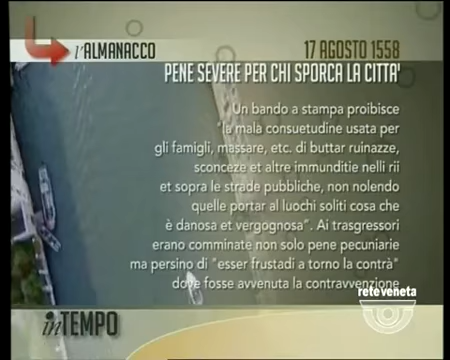 l'ALMANACCO
17 AGOSTO 1558
PENE SEVERE PER CHI SPORCA LA CITTA'
Un bando a stampa proibisce
"la mala consuetudine usata per
gli famigli, massare, etc. di buttar ruinazze,
sconceze et altre immunditie nelli rii
et sopra le strade pubbliche, non nolendo
quelle portar al luochi soliti cosa che
è danosa et vergognosa". Ai trasgressori
erano comminate non solo pene pecuniarie
ma persino di "esser frustadi a torno la contrà"
dove fosse avvenuta la contravvenzione
reteveneta
inTEMPO